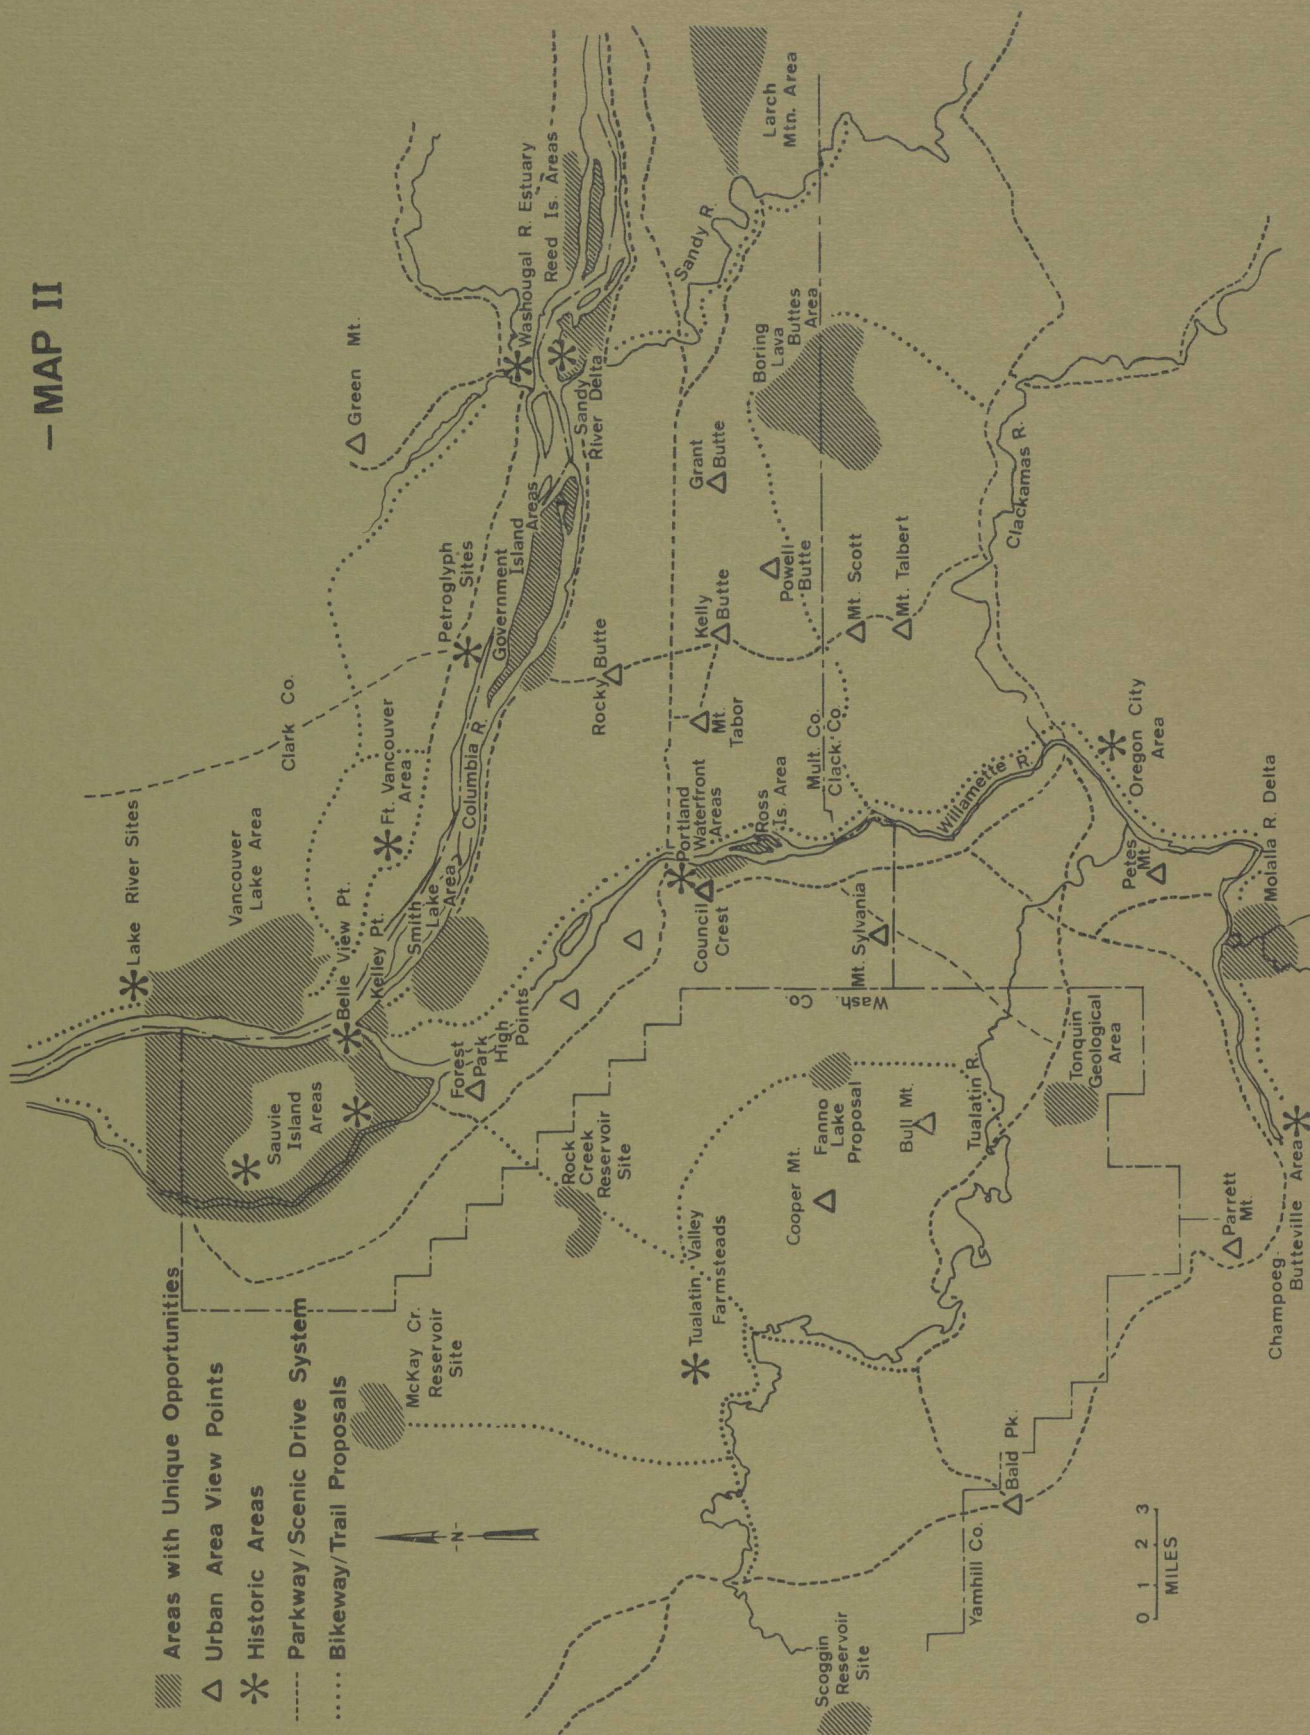 — MAP II
Areas with Unique Opportunities
Urban Area View Points
Historic Areas
Parkway/Scenic Drive System
Bikeway/Trail Proposals
-N-
McKay Cr.
Reservoir
Site
Sauvie
Island
Areas
Lake River Sites
Vancouver
Lake Area
Belle View Pt.
Kelley Pt.
Smith
Lake
Area
Clark Co.
Ft. Vancouver
Area
Columbia R.
Petroglyph
Sites
Government
Island
Areas
Green Mt.
Washougal R. Estuary
Reed Is. Areas
Sandy
River Delta
Sandy R.
Larch
Mtn. Area
Forest
Park
High
Points
Rock
Creek
Reservoir
Site
Rocky Butte
Kelly
Butte
Mt.
Tabor
Grant
Butte
Powell
Butte
Boring
Lava
Buttes
Area
Portland
Waterfront
Areas
Ross
Is. Area
Council
Crest
Mult. Co.
Clack. Co.
Mt. Scott
Mt. Talbert
Clackamas R.
Willamette R.
Mt. Sylvania
Wash.
Co.
Tualatin Valley
Farmsteads
Cooper Mt.
Fanno
Lake
Proposal
Bull Mt.
Tualatin R.
Tonquin
Geological
Area
Oregon City
Area
Petes
Mt.
Molalla R. Delta
Scoggin
Reservoir
Site
Yamhill Co.
Bald Pk.
Parrett
Mt.
Champoeg
Butteville Area
0 1 2 3
MILES